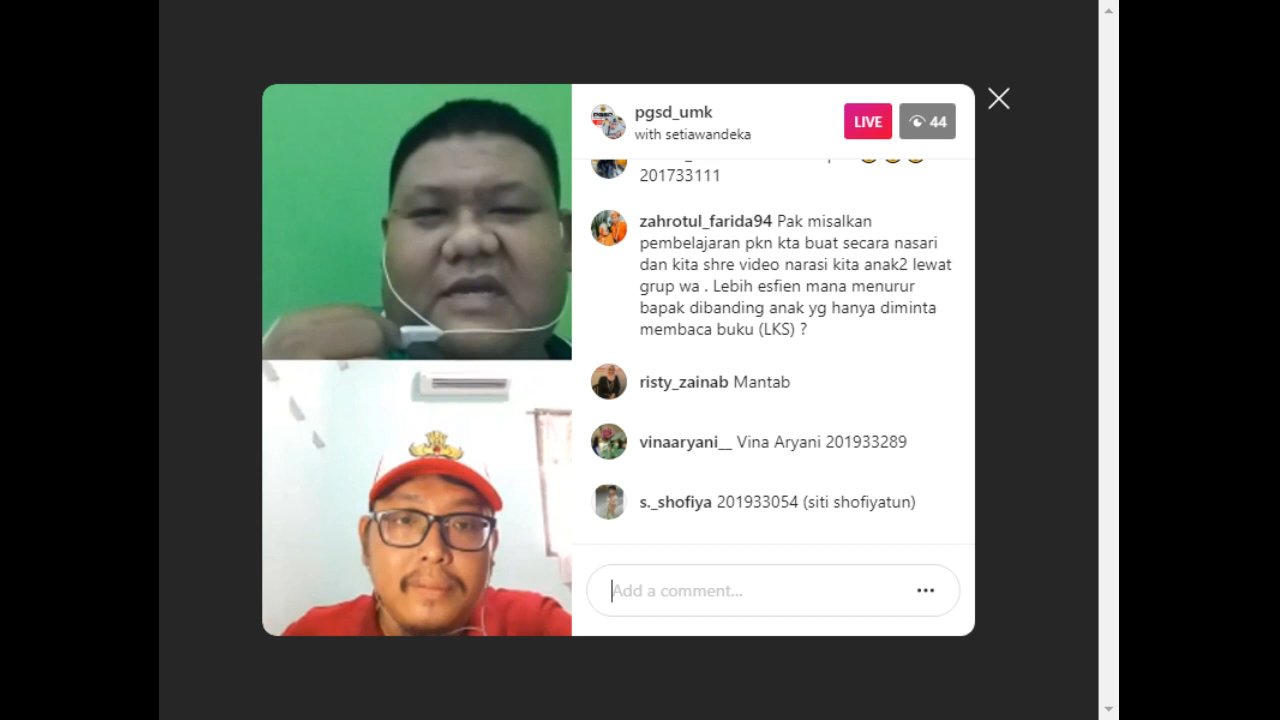 pgsd_umk
with setiawandeka
LIVE
44
201733111
zahrotul_farida94 Pak misalkan
pembelajaran pkn kta buat secara nasari
dan kita shre video narasi kita anak2 lewat
grup wa . Lebih esfien mana menurur
bapak dibanding anak yg hanya diminta
membaca buku (LKS) ?
risty_zainab Mantab
vinaaryani__ Vina Aryani 201933289
s._shofiya 201933054 (siti shofiyatun)
Add a comment...